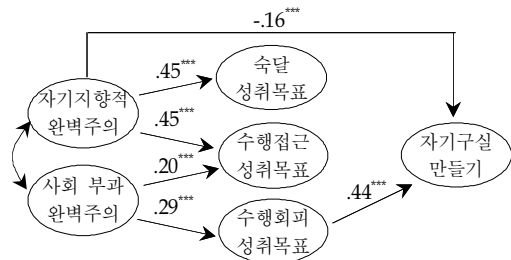 -.16***
.45***
숙달
성취목표
자기지향적
완벽주의
.45***
수행접근
성취목표
자기구실
만들기
.20***
사회 부과
완벽주의
.29***
.44***
수행회피
성취목표